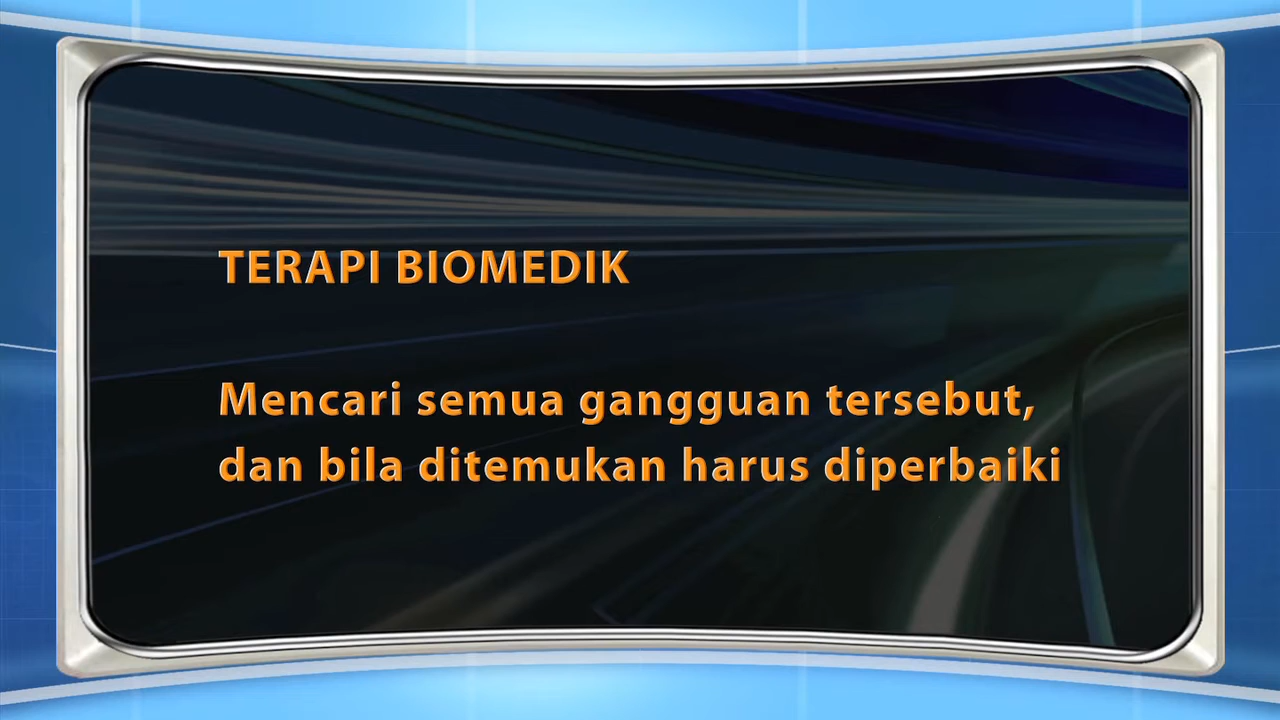 TERAPI BIOMEDIK
Mencari semua gangguan tersebut,
dan bila ditemukan harus diperbaiki